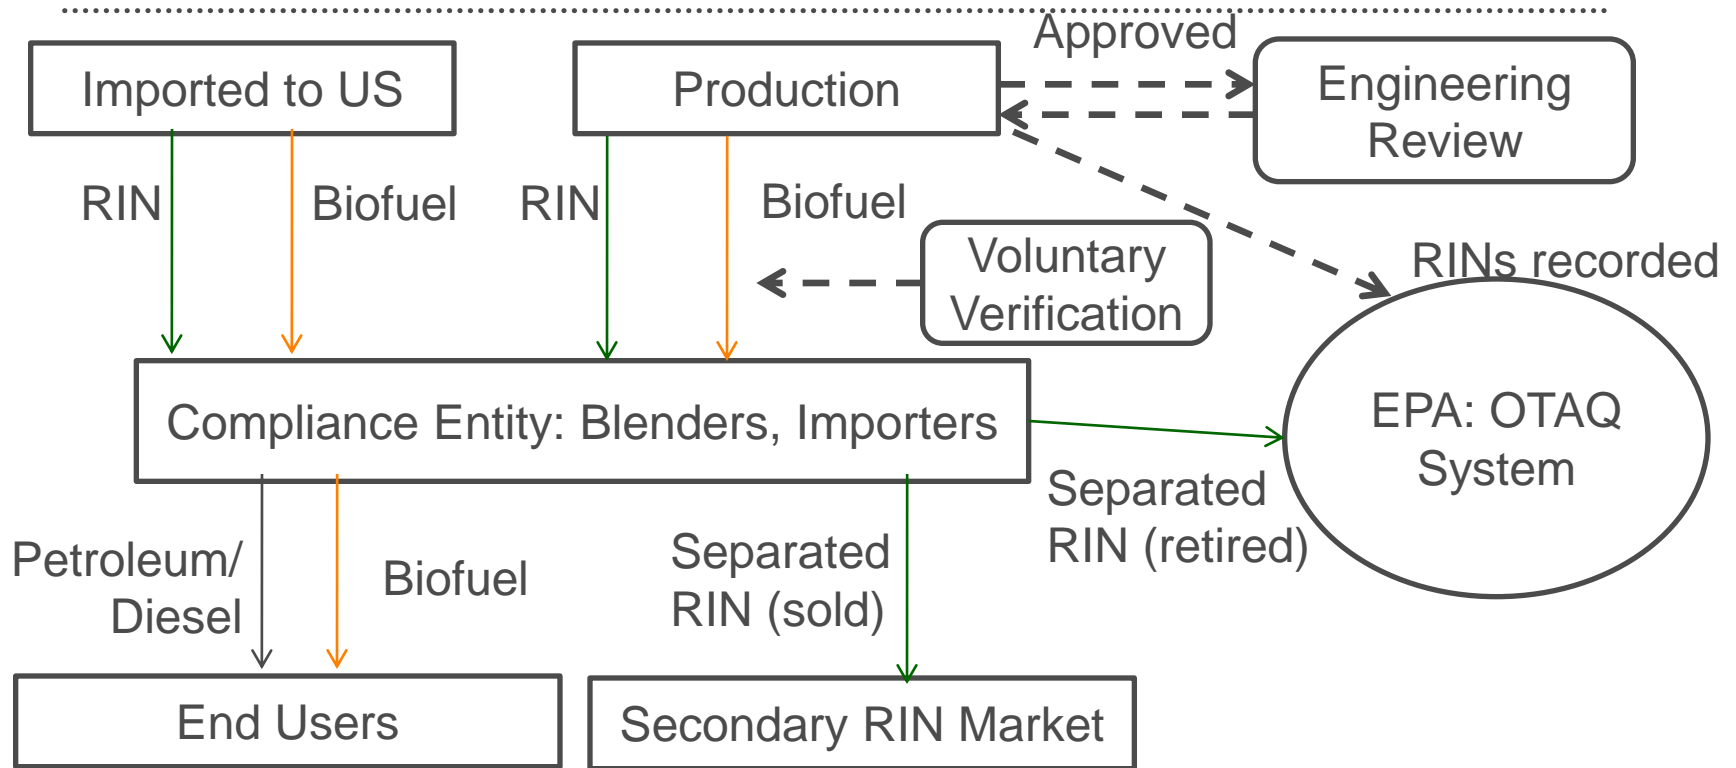 Approved
Imported to US
Production
Engineering
Review
RIN
Biofuel
RIN
Biofuel
Voluntary
Verification
RINs recorded
Compliance Entity: Blenders, Importers
EPA: OTAQ
System
Separated
RIN (retired)
Petroleum/
Diesel
Biofuel
Separated
RIN (sold)
End Users
Secondary RIN Market